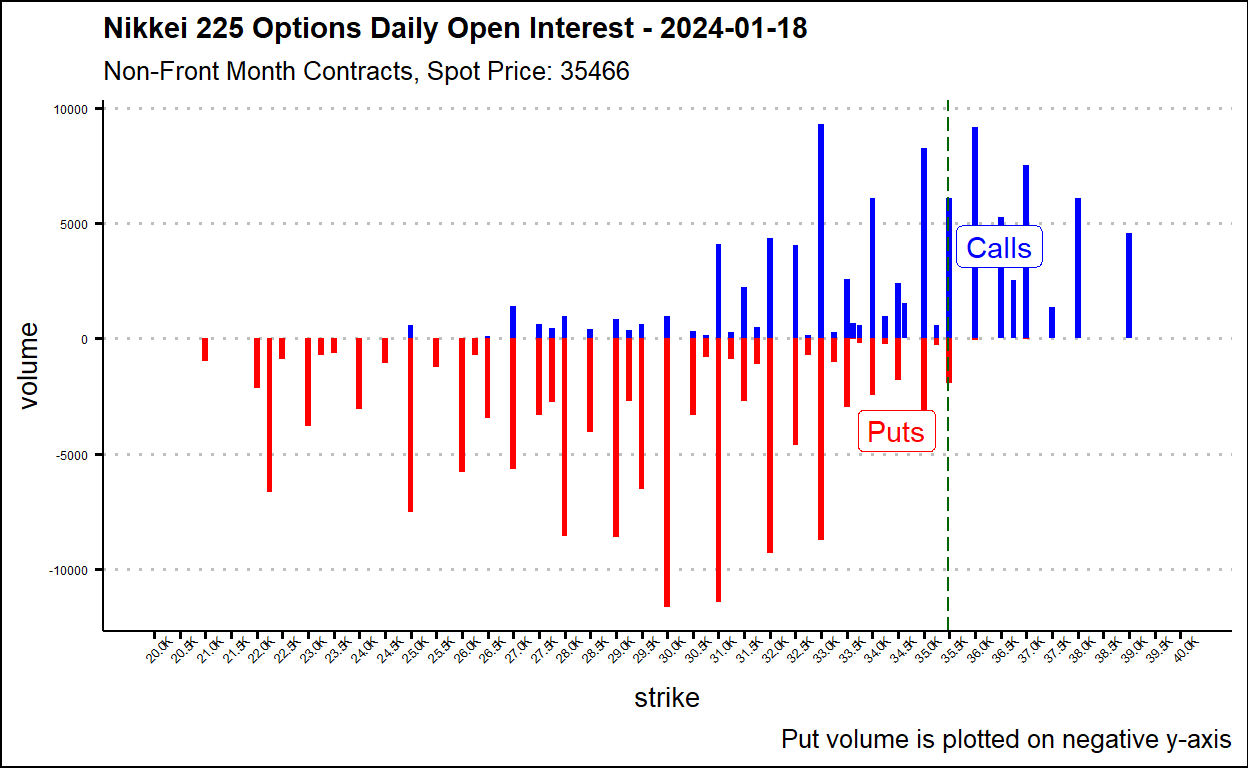 Nikkei 225 Options Daily Open Interest - 2024-01-18
Non-Front Month Contracts, Spot Price: 35466
10000
5000
0
-5000
-10000
volume
Calls
Puts
20.0K 20.5K 21.0K 21.5K 22.0K 22.5K 23.0K 23.5K 24.0K 24.5K 25.0K 25.5K 26.0K 26.5K 27.0K 27.5K 28.0K 28.5K 29.0K 29.5K 30.0K 30.5K 31.0K 31.5K 32.0K 32.5K 33.0K 33.5K 34.0K 34.5K 35.0K 35.5K 36.0K 36.5K 37.0K 37.5K 38.0K 38.5K 39.0K 39.5K 40.0K
strike
Put volume is plotted on negative y-axis